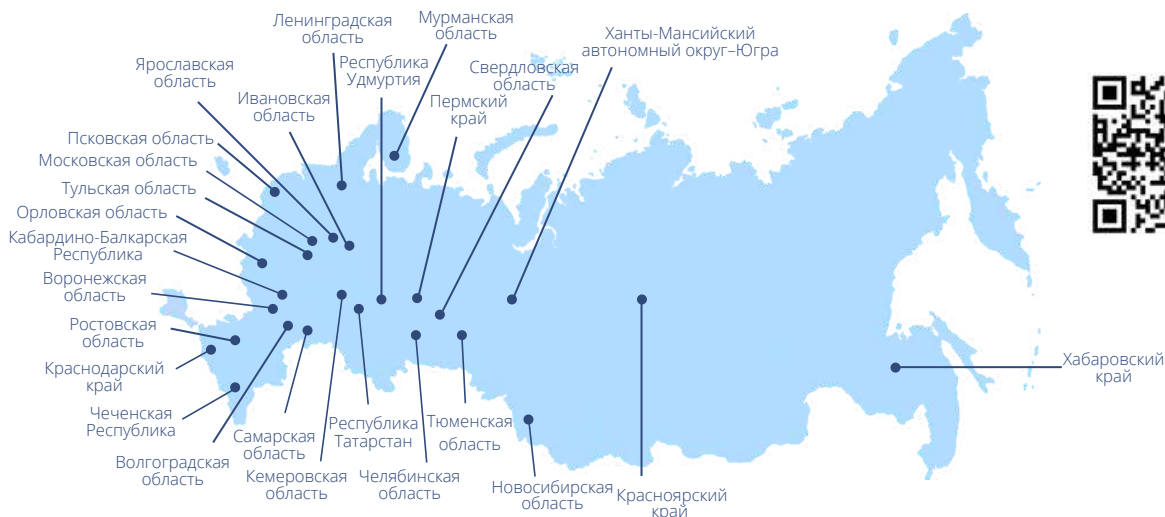 Ленинградская
область
Мурманская
область
Ханты-Мансийский
автономный округ–Югра
Ярославская
область
Республика
Удмуртия
Свердловская
область
Ивановская
область
Пермский
край
Псковская область
Московская область
Тульская область
Орловская область
Кабардино-Балкарская
Республика
Воронежская
область
Ростовская
область
Краснодарский
край
Чеченская
Республика
Волгоградская
область
Самарская
область
Кемеровская
область
Республика
Татарстан
Челябинская
область
Тюменская
область
Новосибирская
область
Красноярский
край
Хабаровский
край